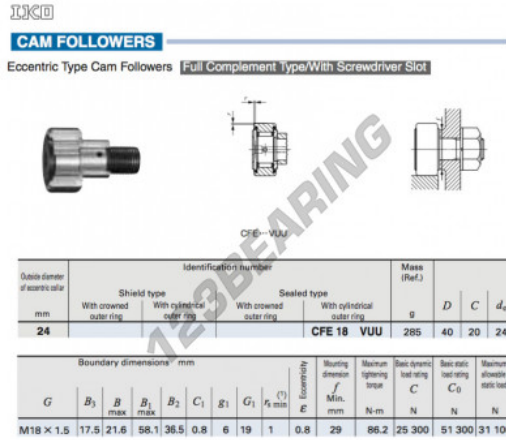 IKO
CAM FOLLOWERS
Eccentric Type Cam Followers Full Complement Type/With Screwdriver Slot
CFE···VUU
123BEARING
Outside diameter of eccentric collar
mm
Identification number
Shield type
With crowned outer ring
With cylindrical outer ring
Sealed type
With crowned outer ring
With cylindrical outer ring
Mass (Ref.)
g
D C
24 CFE 18 VUU 285 40 20 24
Boundary dimensions mm
G B₃ B max B₁ max B₂ C₁ g₁ G₁ rₛ min (¹)
Eccentricity
ε
Mounting dimension
f
Min.
mm
Maximum tightening torque
N-m
Basic dynamic load rating
C
N
Basic static load rating
C₀
N
Maximum allowable static load
N
M18 × 1.5 17.5 21.6 58.1 36.5 0.8 6 19 1 0.8 29 86.2 25 300 51 300 31 100